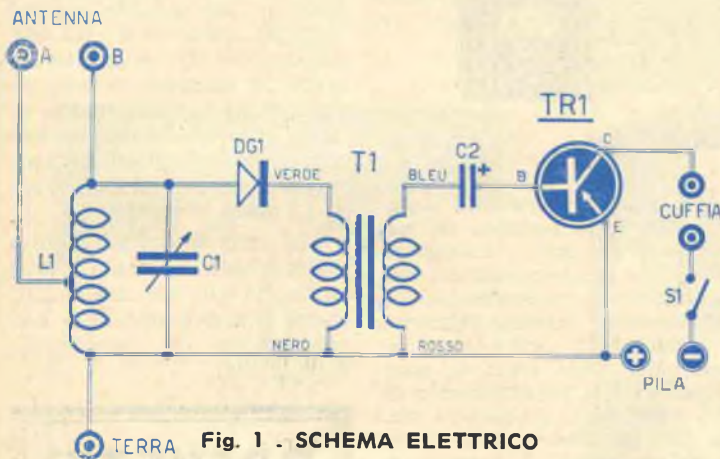 ANTENNA
A
B
DG1
VERDE
T1
BLEU
C2
+
TR1
B
C
E
CUFFIA
L1
C1
S1
NERO
ROSSO
+
-
PILA
TERRA
Fig. 1 . SCHEMA ELETTRICO